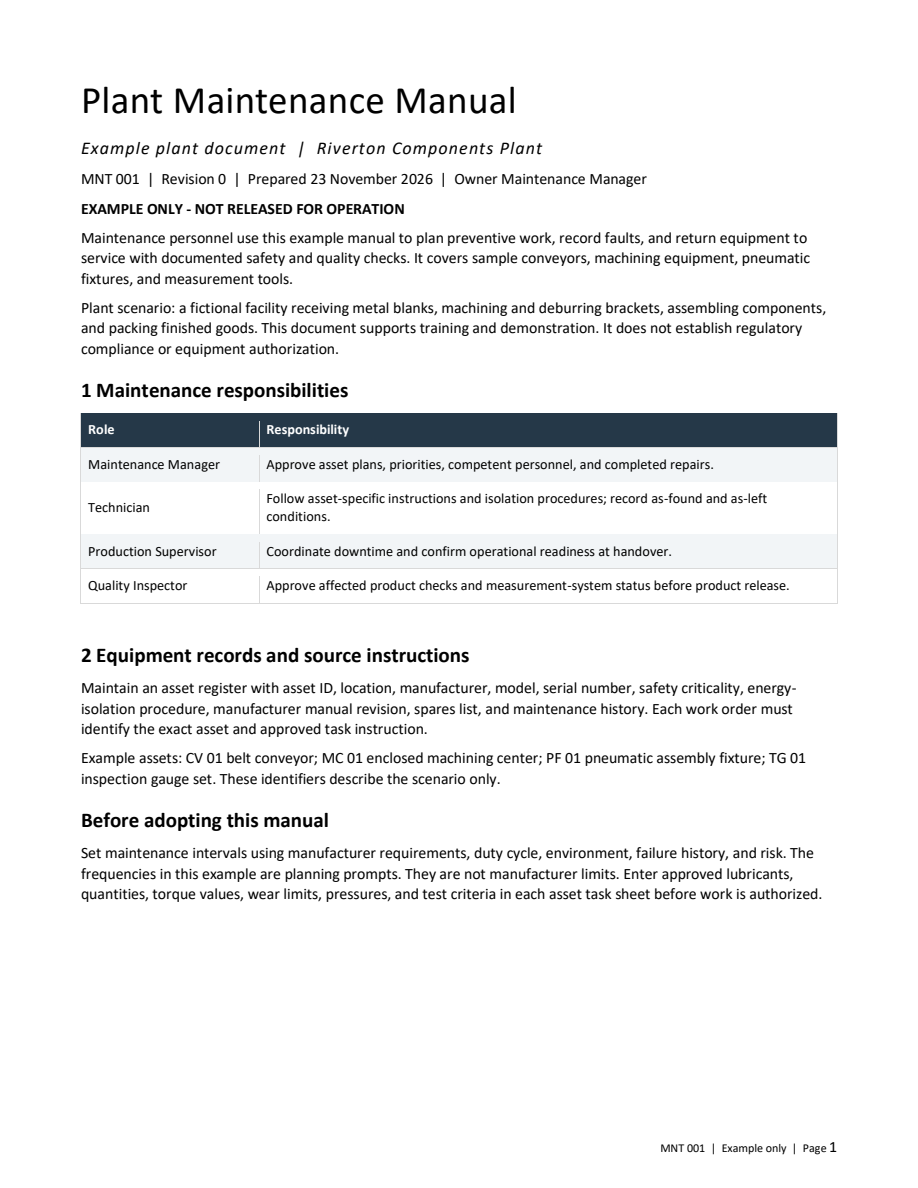 Plant Maintenance Manual
Example plant document | Riverton Components Plant
MNT 001 | Revision 0 | Prepared 23 November 2026 | Owner Maintenance Manager
EXAMPLE ONLY - NOT RELEASED FOR OPERATION
Maintenance personnel use this example manual to plan preventive work, record faults, and return equipment to
service with documented safety and quality checks. It covers sample conveyors, machining equipment, pneumatic
fixtures, and measurement tools.
Plant scenario: a fictional facility receiving metal blanks, machining and deburring brackets, assembling components,
and packing finished goods. This document supports training and demonstration. It does not establish regulatory
compliance or equipment authorization.
1 Maintenance responsibilities
Role Responsibility
Maintenance Manager Approve asset plans, priorities, competent personnel, and completed repairs.
Technician Follow asset-specific instructions and isolation procedures; record as-found and as-left
conditions.
Production Supervisor Coordinate downtime and confirm operational readiness at handover.
Quality Inspector Approve affected product checks and measurement-system status before product release.
2 Equipment records and source instructions
Maintain an asset register with asset ID, location, manufacturer, model, serial number, safety criticality, energy-
isolation procedure, manufacturer manual revision, spares list, and maintenance history. Each work order must
identify the exact asset and approved task instruction.
Example assets: CV 01 belt conveyor; MC 01 enclosed machining center; PF 01 pneumatic assembly fixture; TG 01
inspection gauge set. These identifiers describe the scenario only.
Before adopting this manual
Set maintenance intervals using manufacturer requirements, duty cycle, environment, failure history, and risk. The
frequencies in this example are planning prompts. They are not manufacturer limits. Enter approved lubricants,
quantities, torque values, wear limits, pressures, and test criteria in each asset task sheet before work is authorized.
MNT 001 | Example only | Page 1